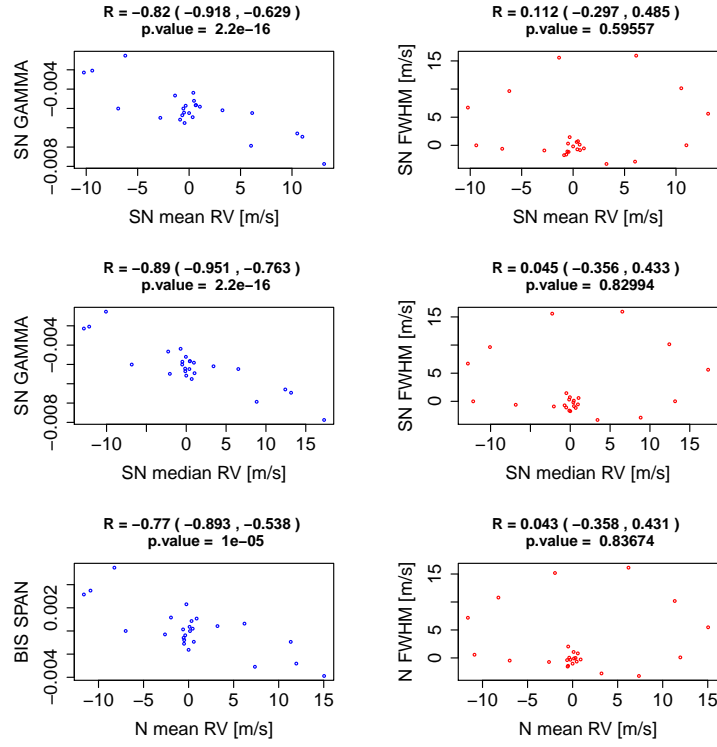 R = −0.82 ( −0.918 , −0.629 )
p.value = 2.2e−16
SN GAMMA
−0.004
−0.008
−10 −5 0 5 10
SN mean RV [m/s]
R = 0.112 ( −0.297 , 0.485 )
p.value = 0.59557
SN FWHM [m/s]
15
5
0
−10 −5 0 5 10
SN mean RV [m/s]
R = −0.89 ( −0.951 , −0.763 )
p.value = 2.2e−16
SN GAMMA
−0.004
−0.008
−10 −5 0 5 10 15
SN median RV [m/s]
R = 0.045 ( −0.356 , 0.433 )
p.value = 0.82994
SN FWHM [m/s]
15
5
0
−10 −5 0 5 10 15
SN median RV [m/s]
R = −0.77 ( −0.893 , −0.538 )
p.value = 1e−05
BIS SPAN
0.002
−0.004
−10 −5 0 5 10 15
N mean RV [m/s]
R = 0.043 ( −0.358 , 0.431 )
p.value = 0.83674
N FWHM [m/s]
15
5
0
−10 −5 0 5 10 15
N mean RV [m/s]